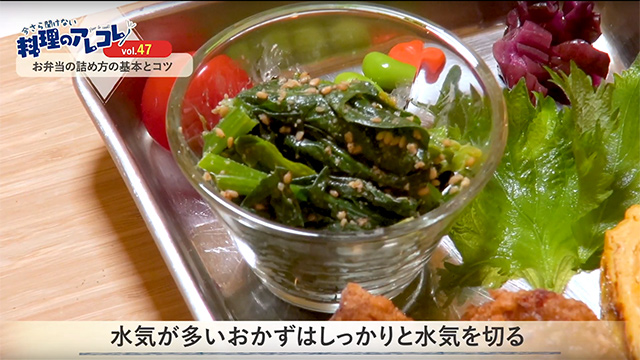 今さら聞けない
料理のアレコレ
vol.47
お弁当の詰め方の基本とコツ
水気が多いおかずはしっかりと水気を切る